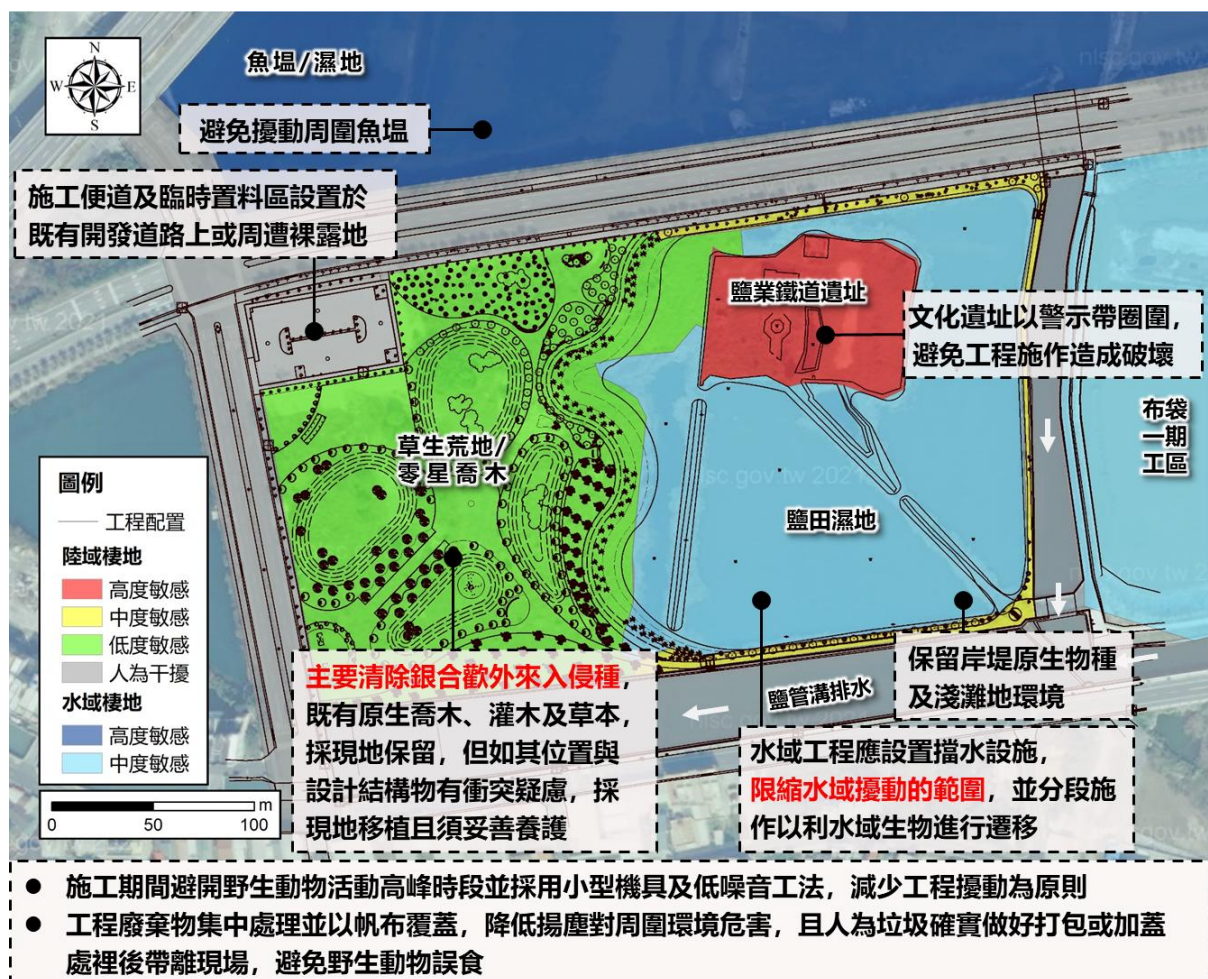 N
W
E
S
魚塭/濕地
nlsc.gov.tw
避免擾動周圍魚塭
施工便道及臨時置料區設置於
既有開發道路上或周遭裸露地
鹽業鐵道遺址
文化遺址以警示帶圈圍，
避免工程施作造成破壞
布袋
一期
工區
草生荒地/
零星喬木
nlsc.gov.tw 2021
鹽田濕地
圖例
工程配置
陸域棲地
高度敏感
中度敏感
低度敏感
人為干擾
水域棲地
高度敏感
中度敏感
m
0
50
100
主要清除銀合歡外來入侵種，
既有原生喬木、灌木及草本，
採現地保留，但如其位置與
設計結構物有衝突疑慮，採
現地移植且須妥善養護
鹽管溝排水
保留岸堤原生物種
及淺灘地環境
水域工程應設置擋水設施，
限縮水域擾動的範圍，並分段施
作以利水域生物進行遷移
● 施工期間避開野生動物活動高峰時段並採用小型機具及低噪音工法，減少工程擾動為原則
● 工程廢棄物集中處理並以帆布覆蓋，降低揚塵對周圍環境危害，且人為垃圾確實做好打包或加蓋
處裡後帶離現場，避免野生動物誤食